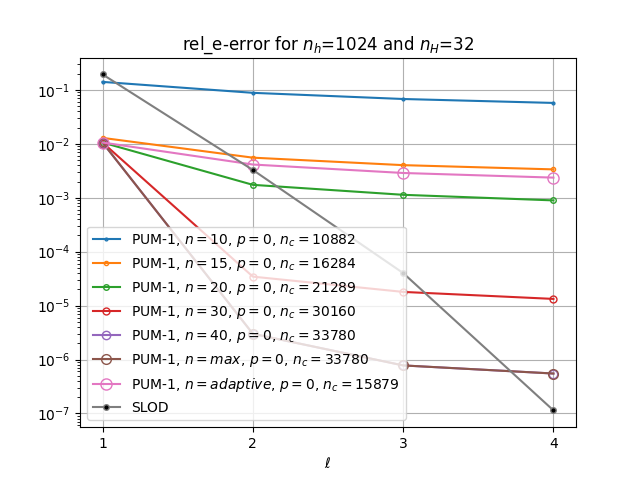 rel_e-error for n_h=1024 and n_H=32
10^-1
10^-2
10^-3
10^-4
10^-5
10^-6
10^-7
PUM-1, n = 10, p = 0, n_c = 10882
PUM-1, n = 15, p = 0, n_c = 16284
PUM-1, n = 20, p = 0, n_c = 21289
PUM-1, n = 30, p = 0, n_c = 30160
PUM-1, n = 40, p = 0, n_c = 33780
PUM-1, n = max, p = 0, n_c = 33780
PUM-1, n = adaptive, p = 0, n_c = 15879
SLOD
1 2 3 4
ℓ